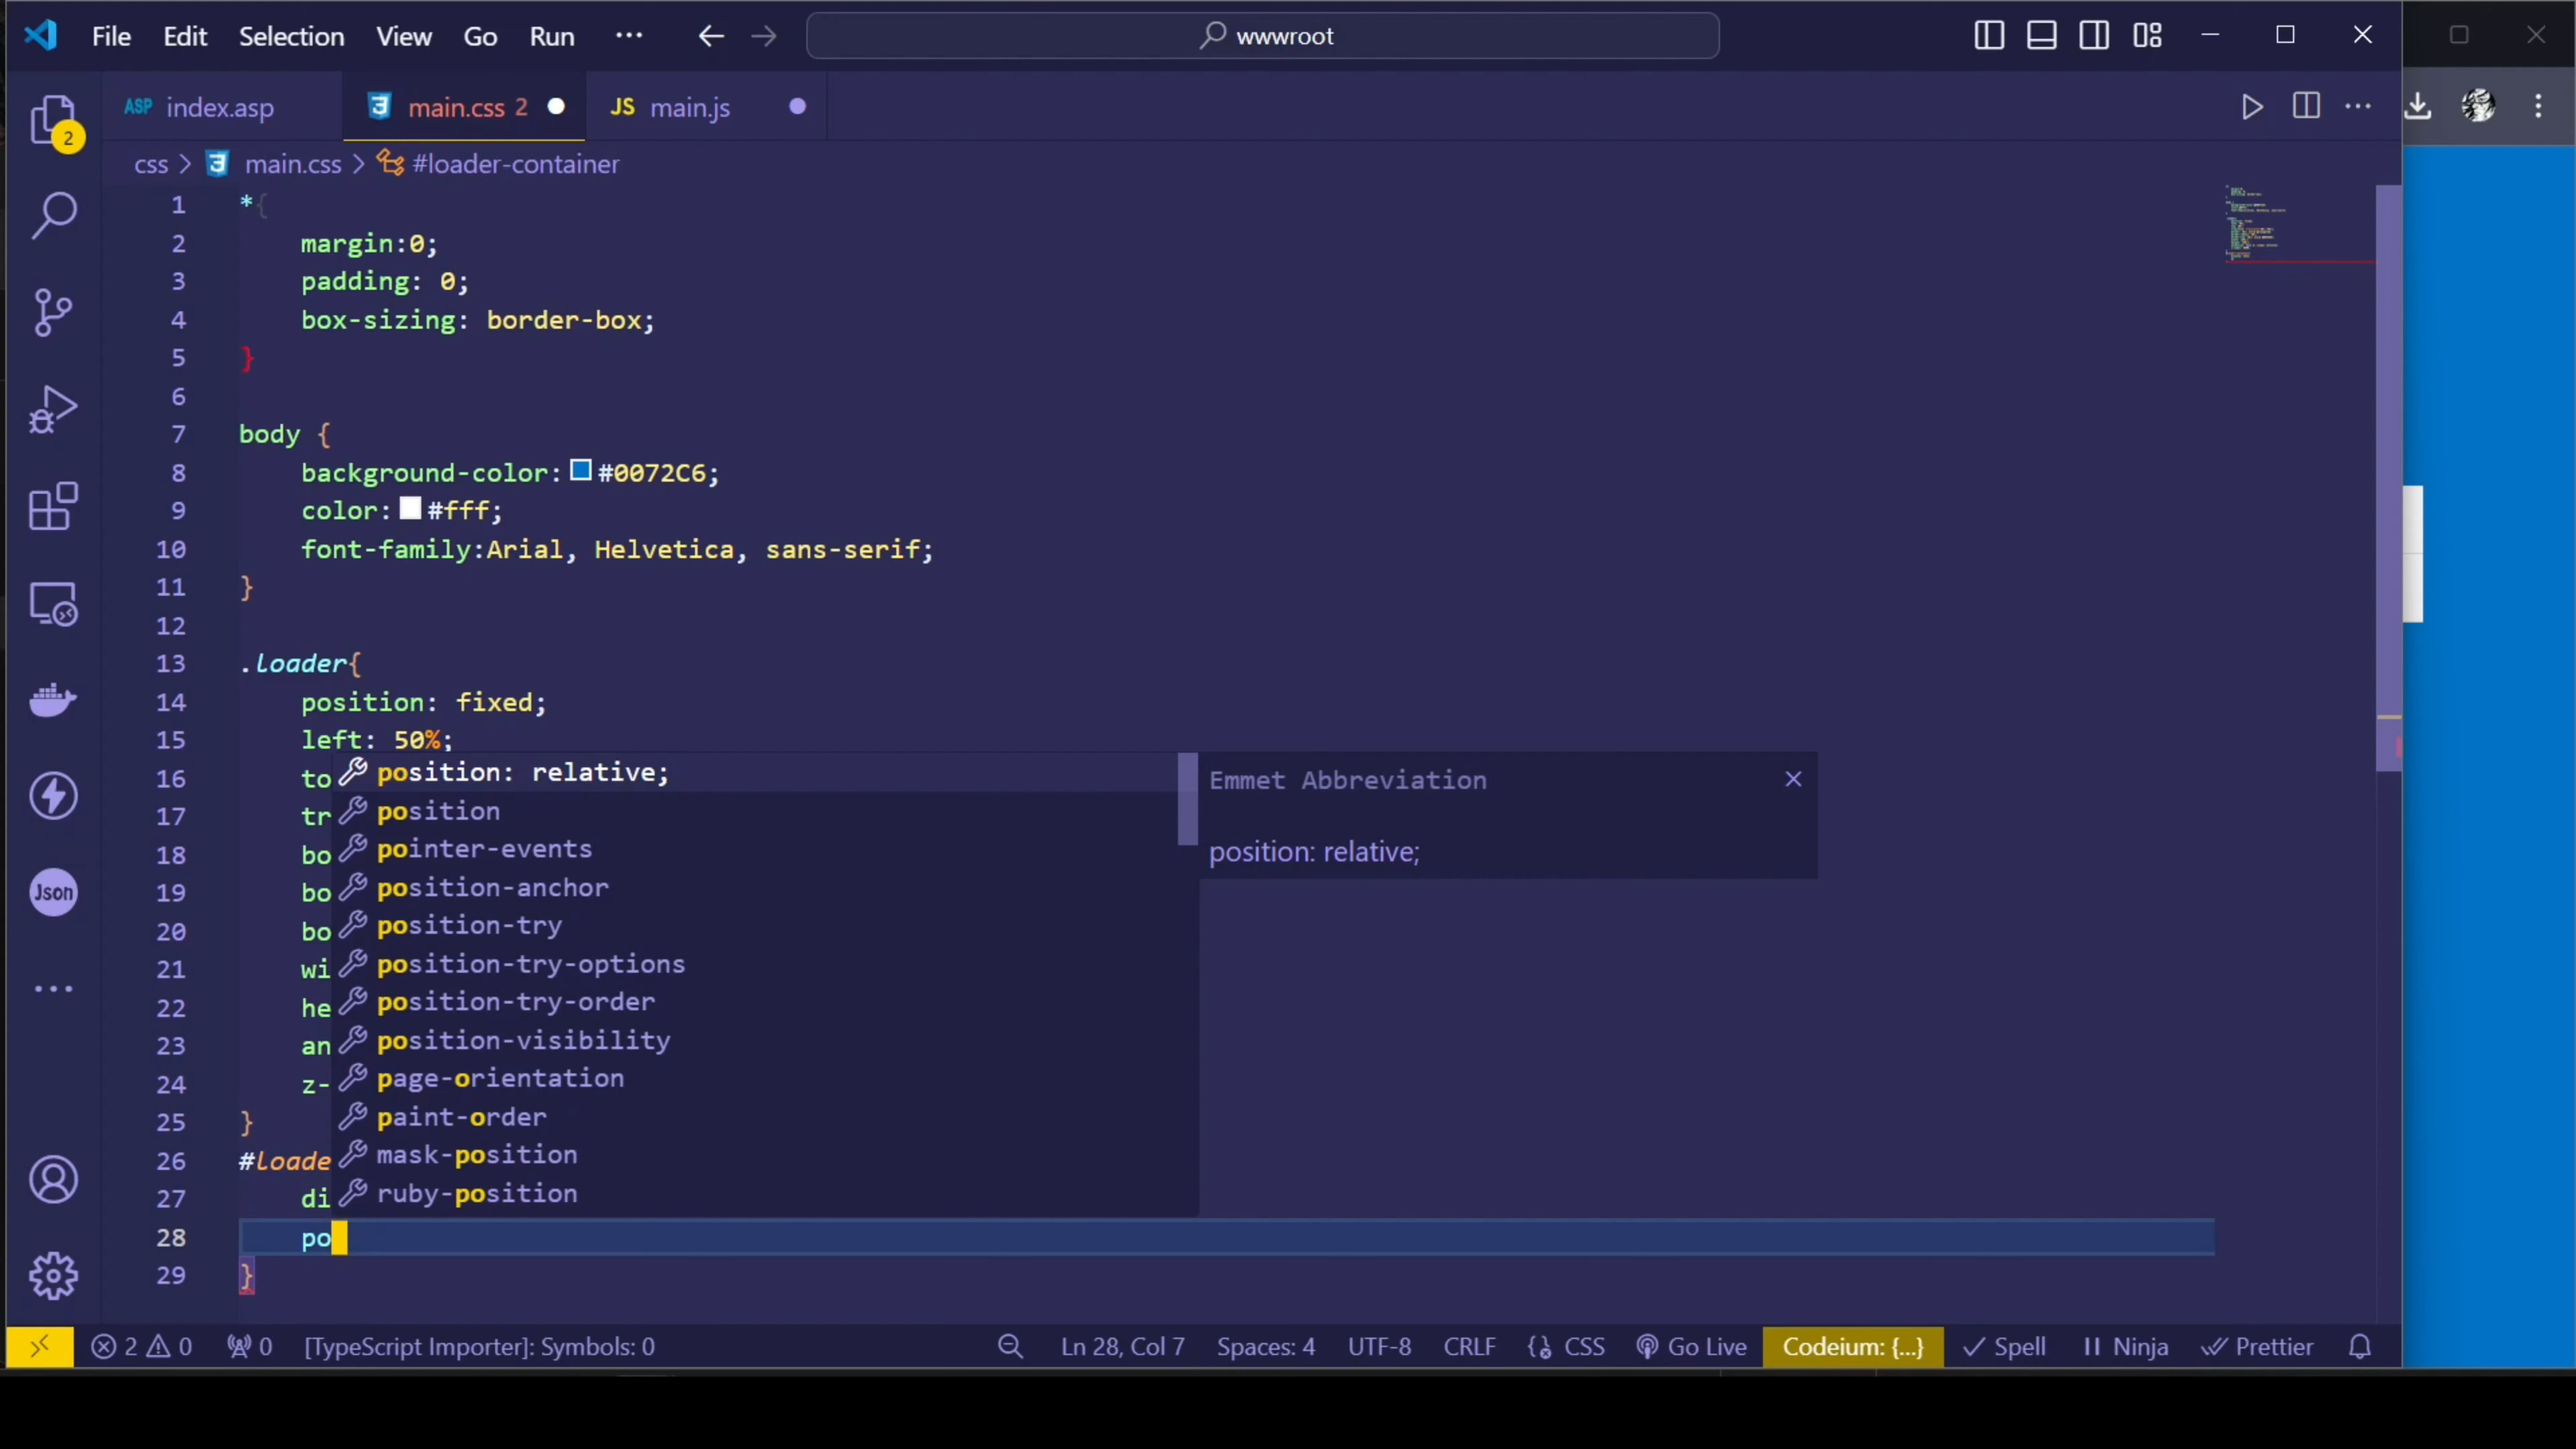 File Edit Selection View Go Run ··· wwwroot
ASP index.asp main.css 2 JS main.js
2
css > main.css > #loader-container
1 *{
2 margin:0;
3 padding: 0;
4 box-sizing: border-box;
5 }
6
7 body {
8 background-color: #0072C6;
9 color: #fff;
10 font-family:Arial, Helvetica, sans-serif;
11 }
12
13 .loader{
14 position: fixed;
15 left: 50%;
16 to position: relative;
Emmet Abbreviation
17 tr position
18 bo pointer-events
position: relative;
19 bo position-anchor
20 bo position-try
21 wi position-try-options
22 he position-try-order
23 an position-visibility
24 z- page-orientation
25 } paint-order
26 #loade mask-position
27 di ruby-position
28 po
29 }
Json
2 0 0 [TypeScript Importer]: Symbols: 0 Ln 28, Col 7 Spaces: 4 UTF-8 CRLF CSS Go Live Codeium: {...} Spell Ninja Prettier